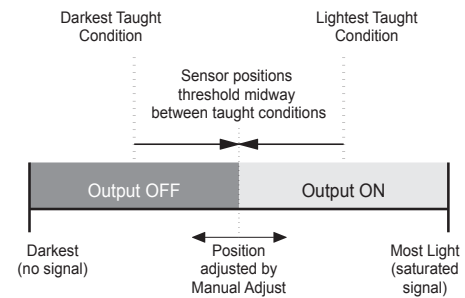 Darkest Taught
Condition
Lightest Taught
Condition
Sensor positions
threshold midway
between taught conditions
Output OFF
Output ON
Darkest
(no signal)
Position
adjusted by
Manual Adjust
Most Light
(saturated
signal)